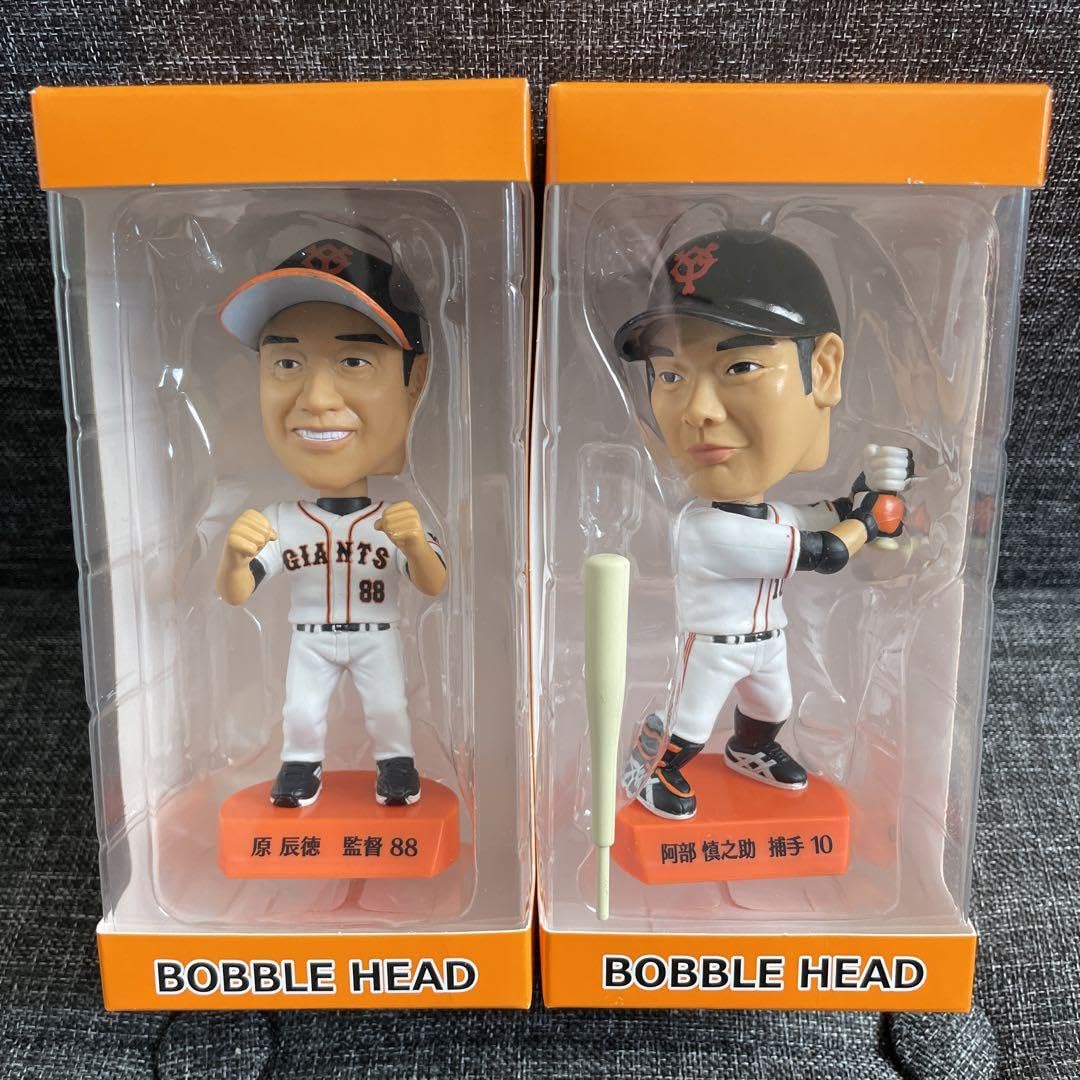 GIANTS
88
原 辰徳 監督 88
BOBBLE HEAD
10
阿部 慎之助 捕手 10
BOBBLE HEAD